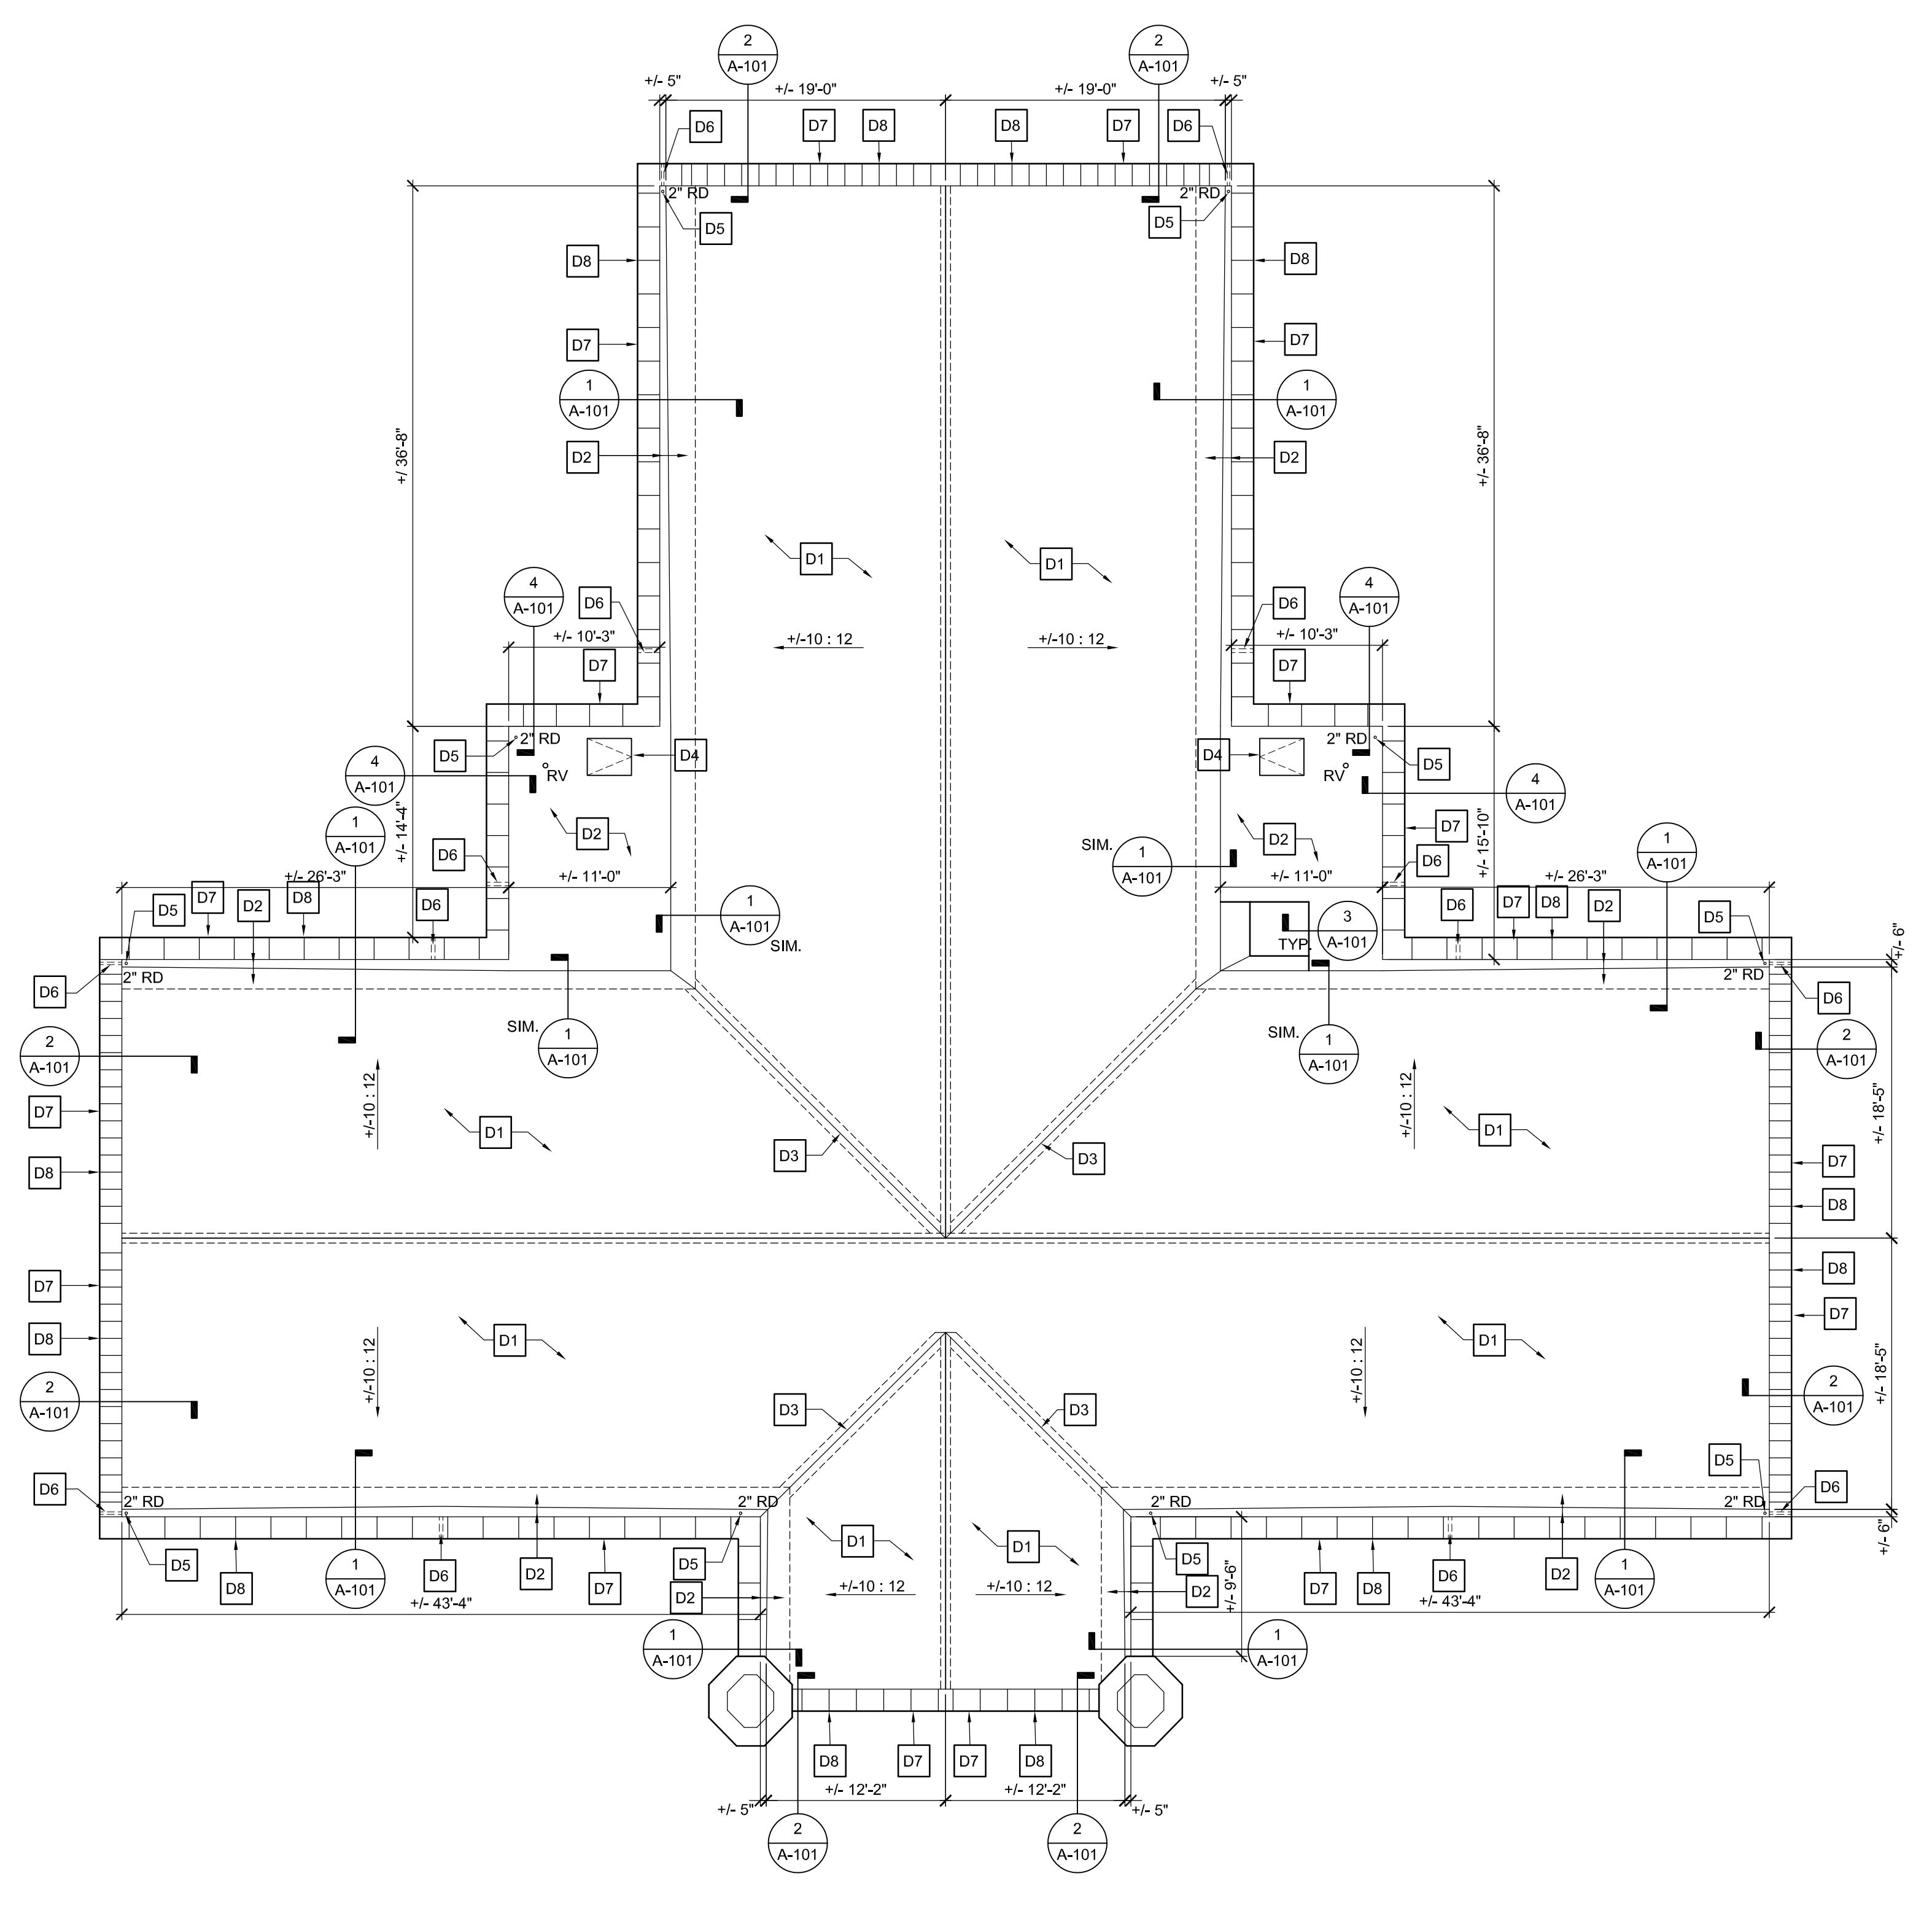 2
A-101
2
A-101
+/- 5"
+/- 19'-0"
+/- 19'-0"
+/- 5"
D6
D7
D8
D8
D7
D6
2" RD
2" RD
D5
D5
D8
D8
D7
D7
1
A-101
1
A-101
+/ 36'-8"
+/- 36'-8"
D2
D2
D1
D1
4
A-101
4
A-101
D6
D6
+/- 10'-3"
+/- 10'-3"
+/-10 : 12
+/-10 : 12
D7
D7
2" RD
2" RD
D5
D4
D4
D5
4
A-101
RV
RV
4
A-101
1
A-101
+/- 14'-4"
D2
D2
D7
+/- 15'-10"
SIM.
1
A-101
1
A-101
D6
D6
+/- 26'-3"
+/- 11'-0"
+/- 11'-0"
+/- 26'-3"
D5
D7
D2
D8
D6
D6
D7
D8
D2
D5
1
A-101
SIM.
3
A-101
TYP.
+/- 6"
D6
2" RD
2" RD
D6
SIM.
1
A-101
SIM.
1
A-101
2
A-101
2
A-101
+/-10 : 12
+/-10 : 12
D7
D1
D1
+/- 18'-5"
D3
D3
D7
D8
D8
D8
D7
D8
D7
D8
D1
D1
+/-10 : 12
+/-10 : 12
+/- 18'-5"
2
A-101
D3
D3
2
A-101
D6
D5
D6
2" RD
2" RD
2" RD
2" RD
D1
D1
+/- 6"
D5
D8
1
A-101
D6
D2
D7
D5
D5
D7
D8
D6
D2
1
A-101
D2
+/-10 : 12
+/-10 : 12
D2
+/- 9'-6"
+/- 43'-4"
+/- 43'-4"
1
A-101
1
A-101
D8
D7
D7
D8
+/- 12'-2"
+/- 12'-2"
+/- 5"
+/- 5"
2
A-101
2
A-101